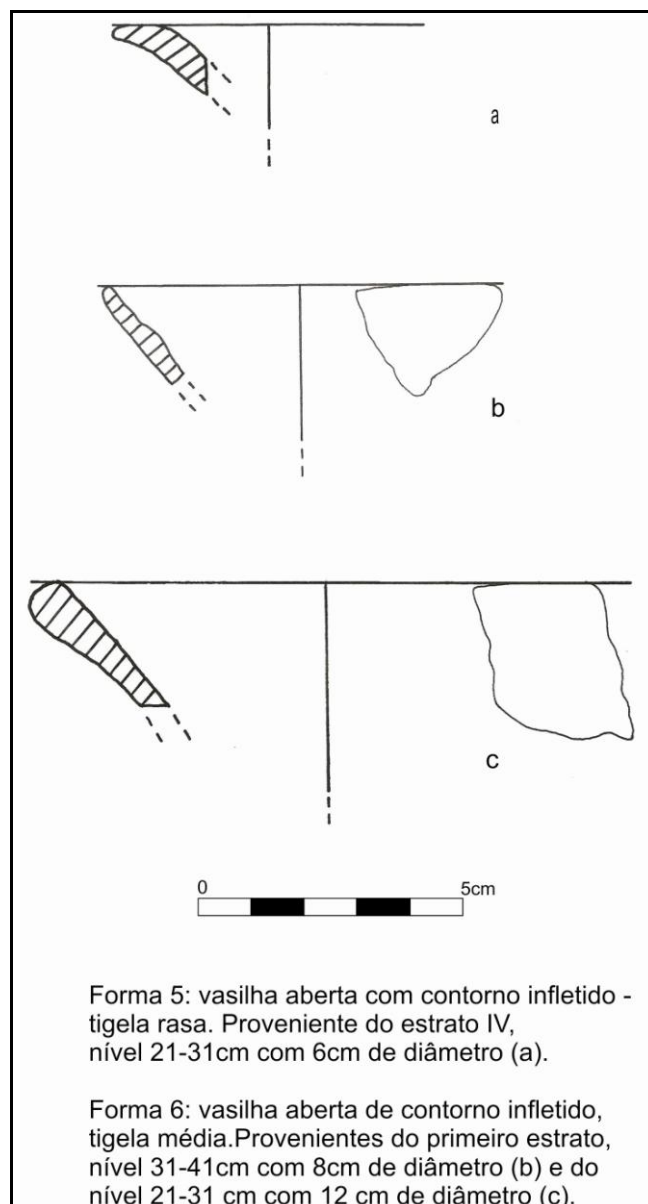 a
b
c
0 5cm
Forma 5: vasilha aberta com contorno infletido -
tigela rasa. Proveniente do estrato IV,
nível 21-31cm com 6cm de diâmetro (a).
Forma 6: vasilha aberta de contorno infletido,
tigela média.Provenientes do primeiro estrato,
nível 31-41cm com 8cm de diâmetro (b) e do
nível 21-31 cm com 12 cm de diâmetro (c).